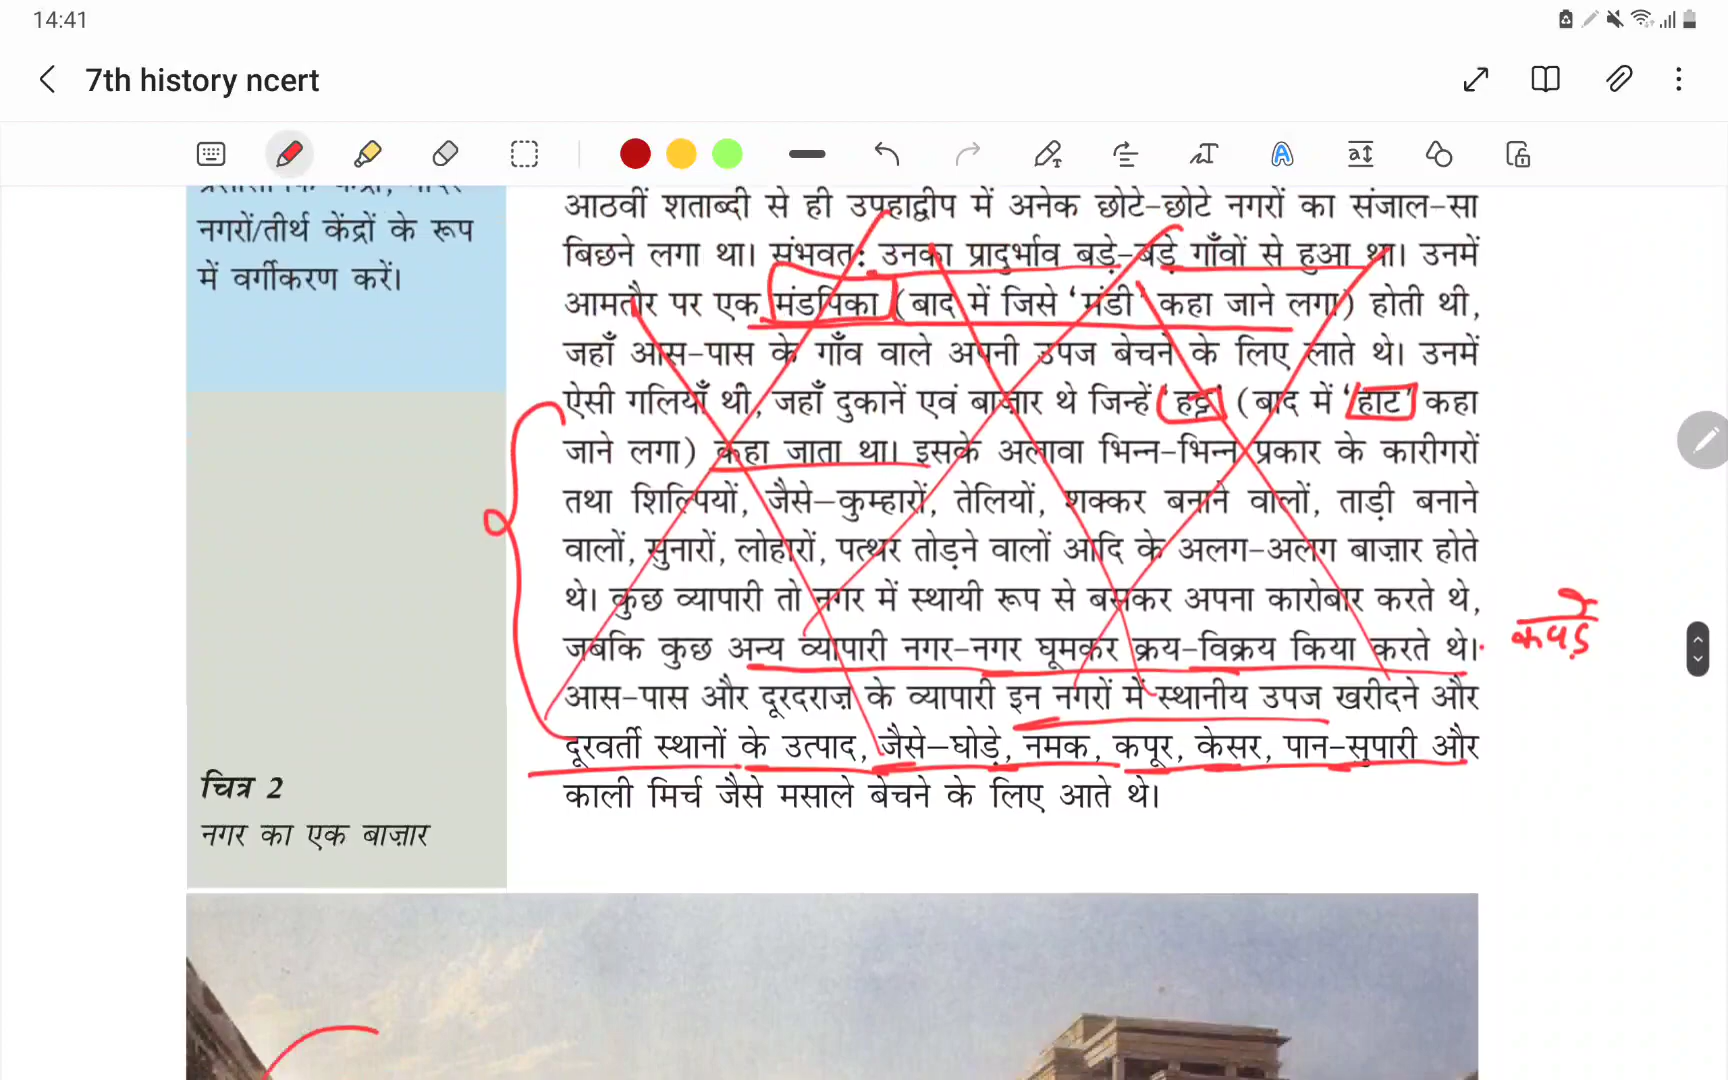 14:41
7th history ncert
नगरों/तीर्थ केंद्रों के रूप
में वर्गीकरण करें।
आठवीं शताब्दी से ही उपहाद्वीप में अनेक छोटे-छोटे नगरों का संजाल-सा
बिछने लगा था। संभवत: उनका प्रादुर्भाव बड़े-बड़े गाँवों से हुआ था। उनमें
आमतौर पर एक मंडपिका (बाद में जिसे 'मंडी' कहा जाने लगा) होती थी,
जहाँ आस-पास के गाँव वाले अपनी उपज बेचने के लिए लाते थे। उनमें
ऐसी गलियाँ थी, जहाँ दुकानें एवं बाज़ार थे जिन्हें 'हट्ट' (बाद में 'हाट' कहा
जाने लगा) कहा जाता था। इसके अलावा भिन्न-भिन्न प्रकार के कारीगरों
तथा शिल्पियों, जैसे—कुम्हारों, तेलियों, शक्कर बनाने वालों, ताड़ी बनाने
वालों, सुनारों, लोहारों, पत्थर तोड़ने वालों आदि के अलग-अलग बाज़ार होते
थे। कुछ व्यापारी तो नगर में स्थायी रूप से बसकर अपना कारोबार करते थे,
जबकि कुछ अन्य व्यापारी नगर-नगर घूमकर क्रय-विक्रय किया करते थे।
आस-पास और दूरदराज़ के व्यापारी इन नगरों में स्थानीय उपज खरीदने और
दूरवर्ती स्थानों के उत्पाद, जैसे—घोड़े, नमक, कपूर, केसर, पान-सुपारी और
काली मिर्च जैसे मसाले बेचने के लिए आते थे।
कपड़े
चित्र 2
नगर का एक बाज़ार